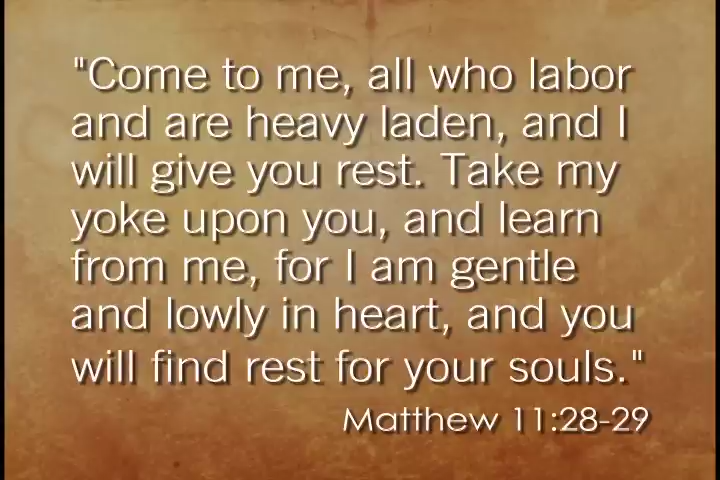 "Come to me, all who labor
and are heavy laden, and I
will give you rest. Take my
yoke upon you, and learn
from me, for I am gentle
and lowly in heart, and you
will find rest for your souls."
Matthew 11:28-29